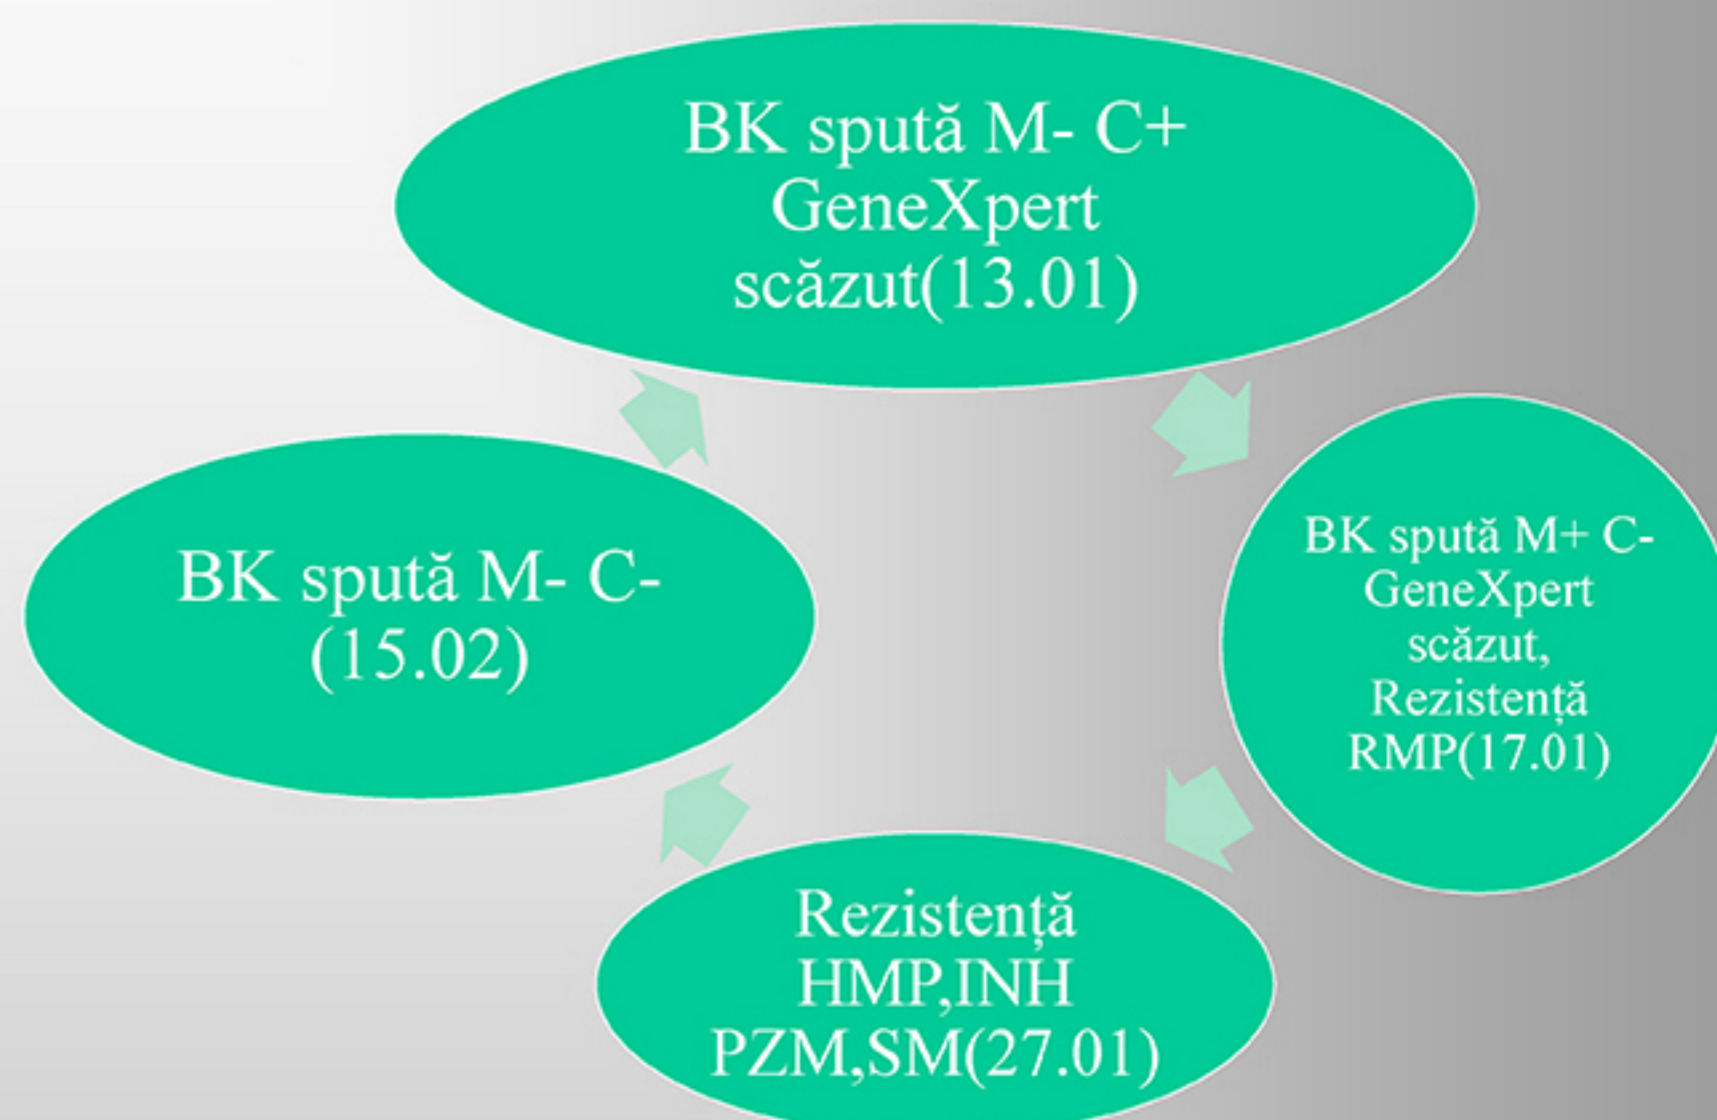 BK spută M- C+
GeneXpert
scăzut(13.01)
BK spută M+ C-
GeneXpert
scăzut,
Rezistență
RMP(17.01)
Rezistență
HMP,INH
PZM,SM(27.01)
BK spută M- C-
(15.02)